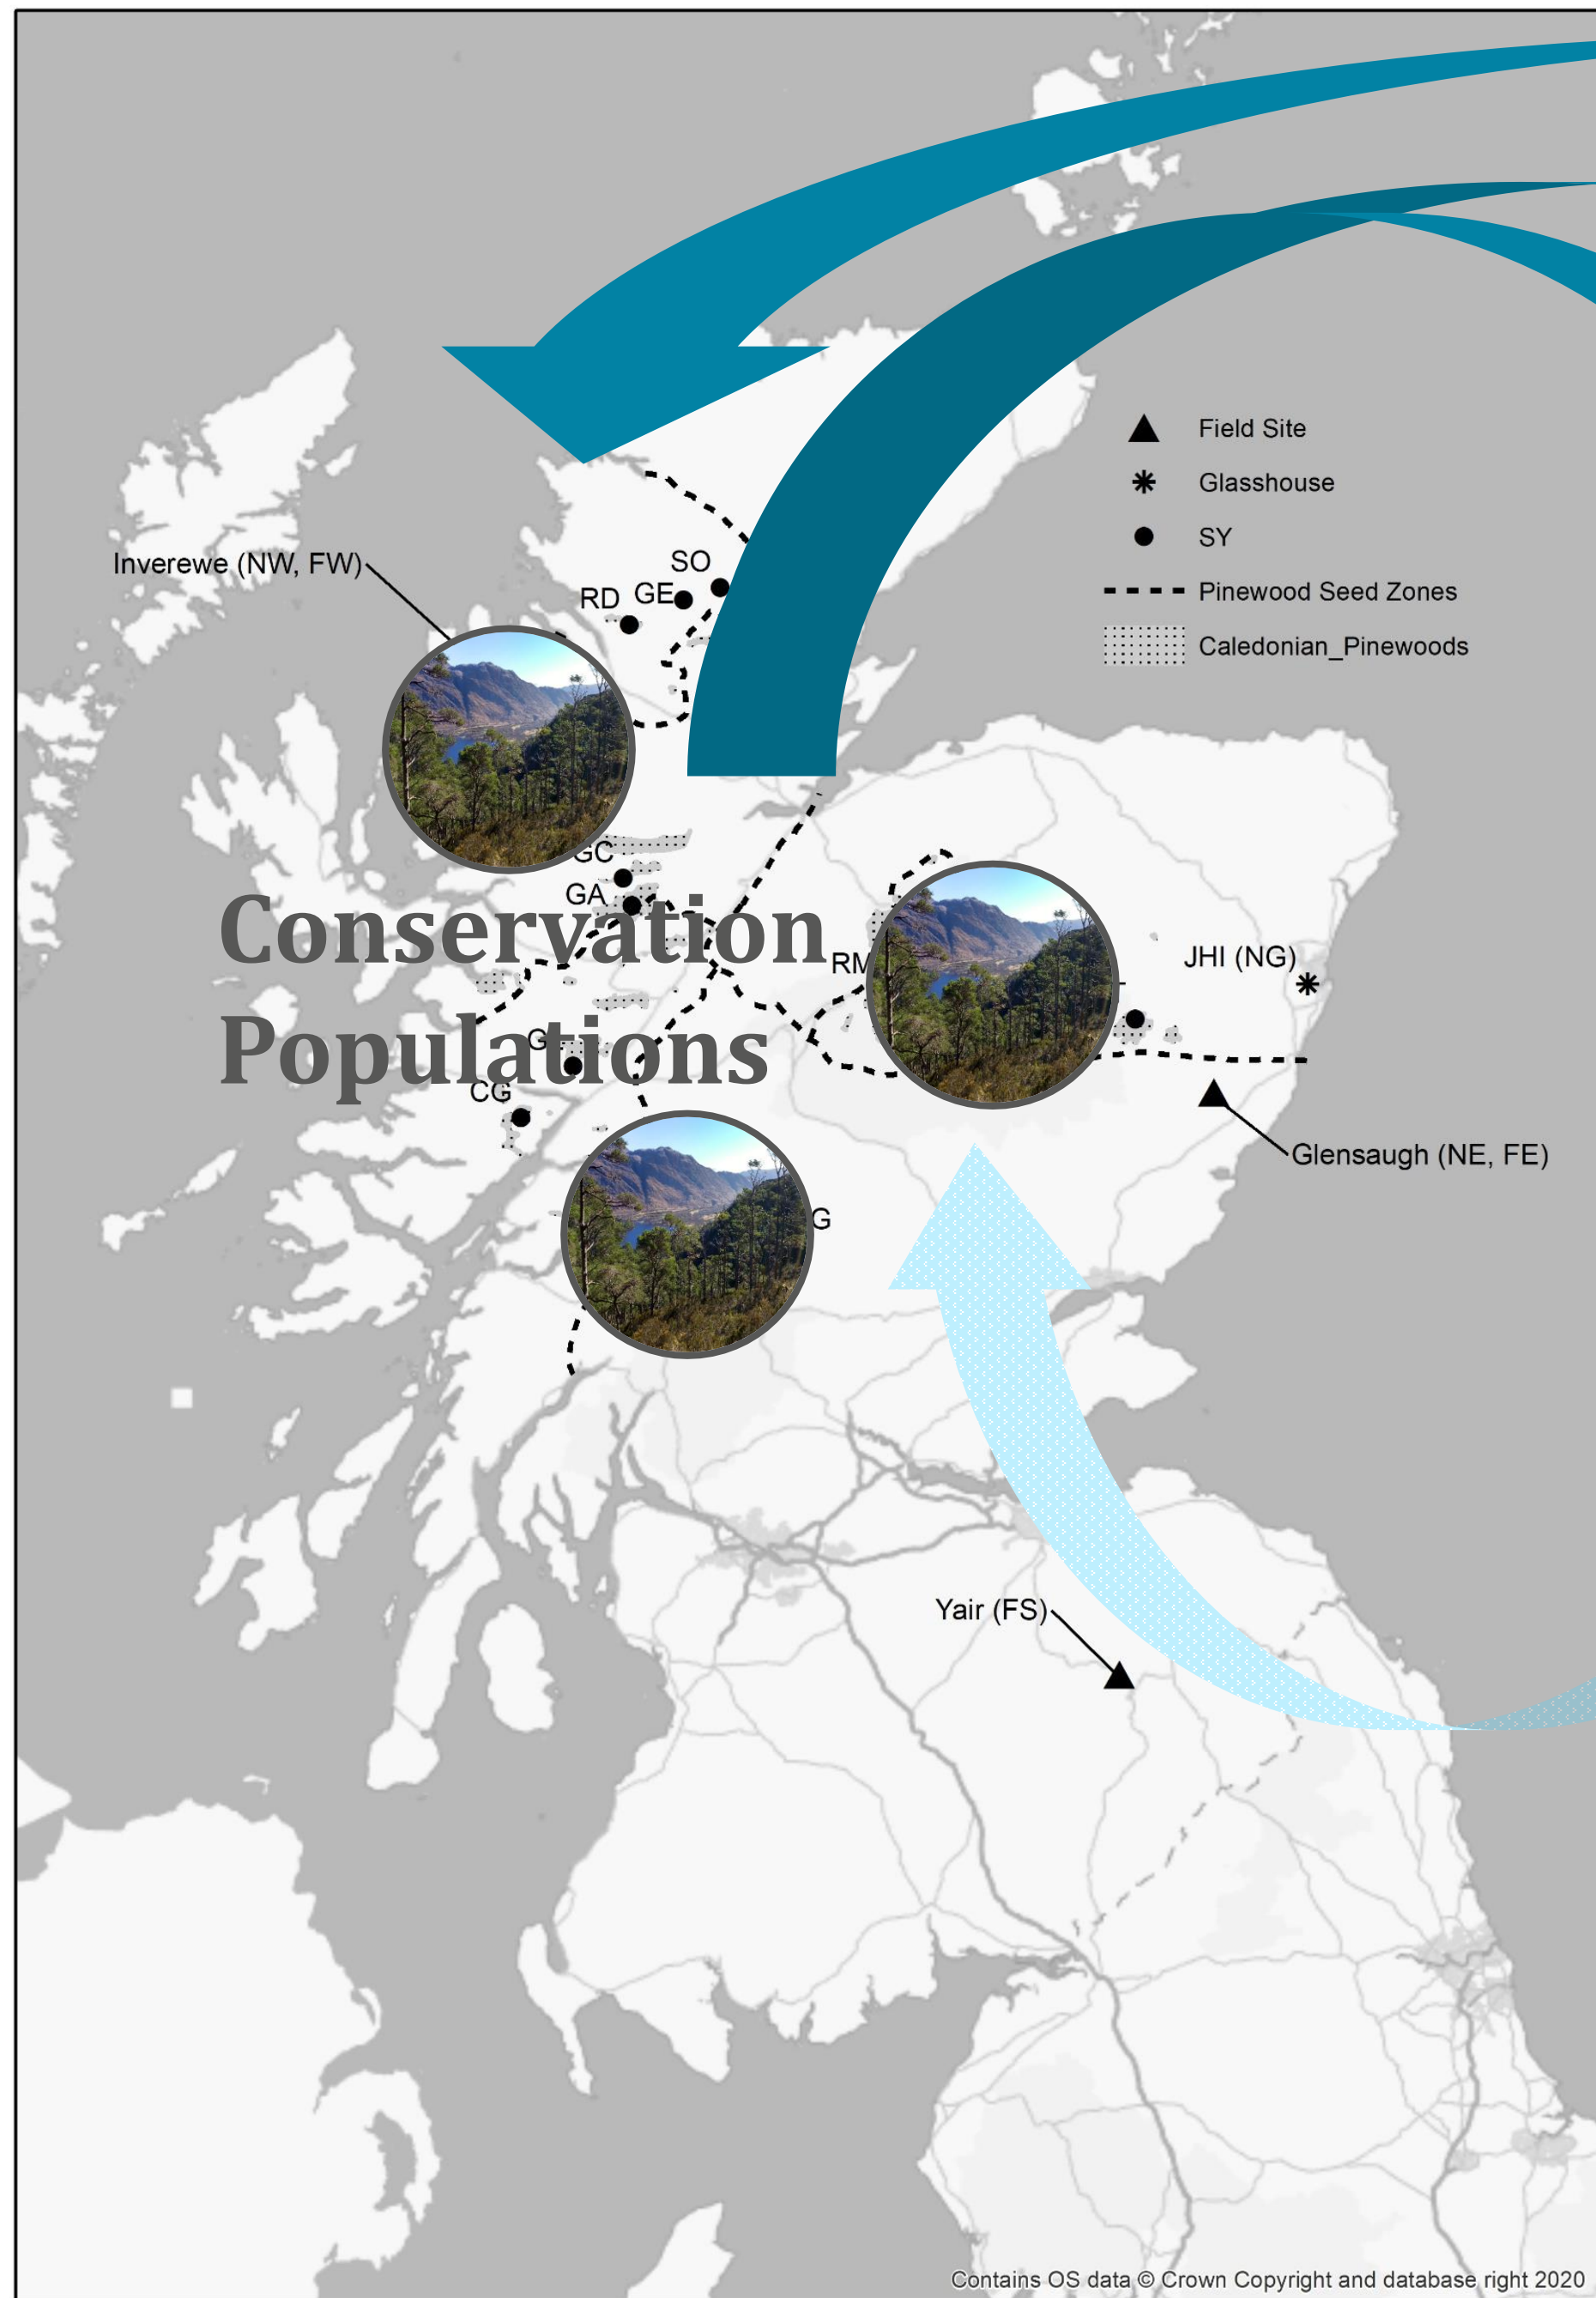 Field Site
Glasshouse
SY
Pinewood Seed Zones
Caledonian_Pinewoods
Inverewe (NW, FW)
SO
RD GE
GC
GA
Conservation
RM
JHI (NG)
Populations
CG
Glensaugh (NE, FE)
G
Yair (FS)
Contains OS data © Crown Copyright and database right 2020